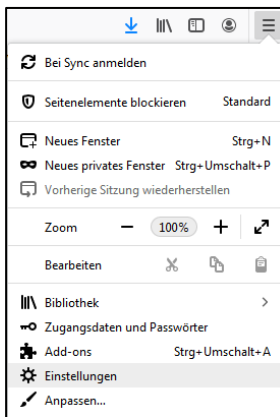 Bei Sync anmelden
Seitenelemente blockieren Standard
Neues Fenster Strg+N
Neues privates Fenster Strg+Umschalt+P
Vorherige Sitzung wiederherstellen
Zoom 100%
Bearbeiten
Bibliothek
Zugangsdaten und Passwörter
Add-ons Strg+Umschalt+A
Einstellungen
Anpassen...